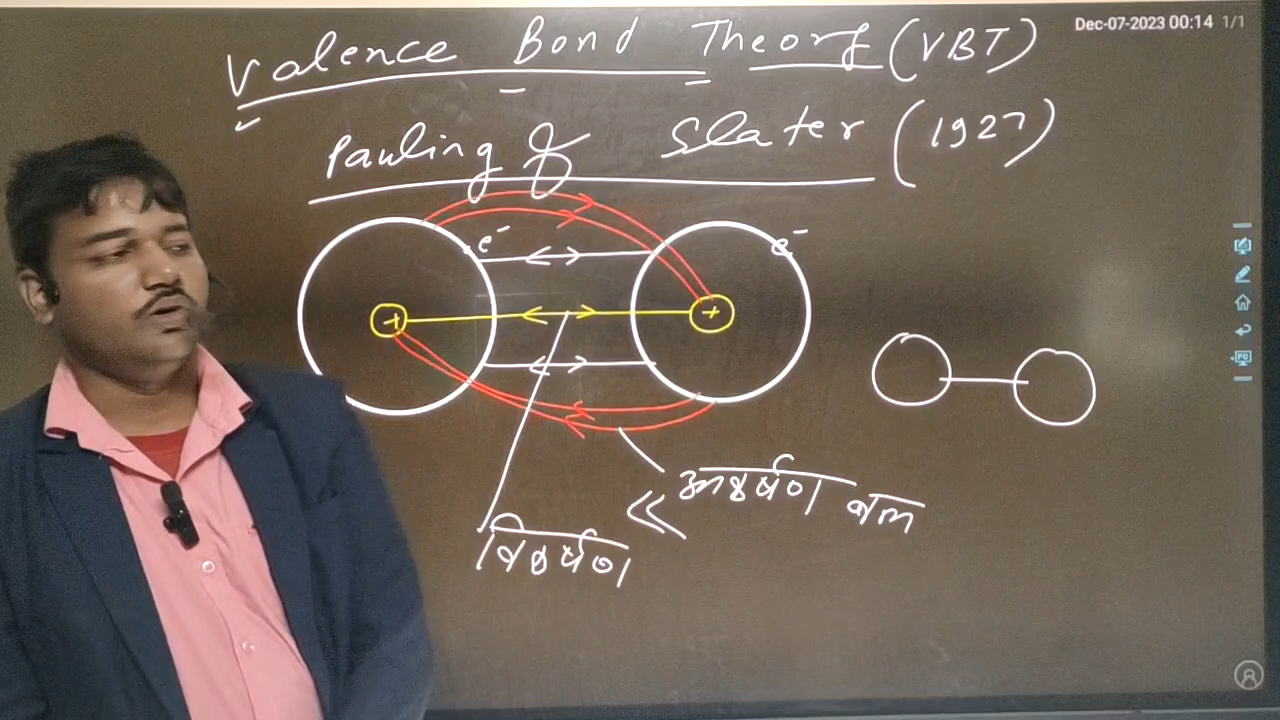 Dec-07-2023 00:14 1/1
Valence Bond Theory (VBT)
Pauling & Slater (1927)
e⁻ e⁻
+ +
<< आकर्षण बल
विकर्षण